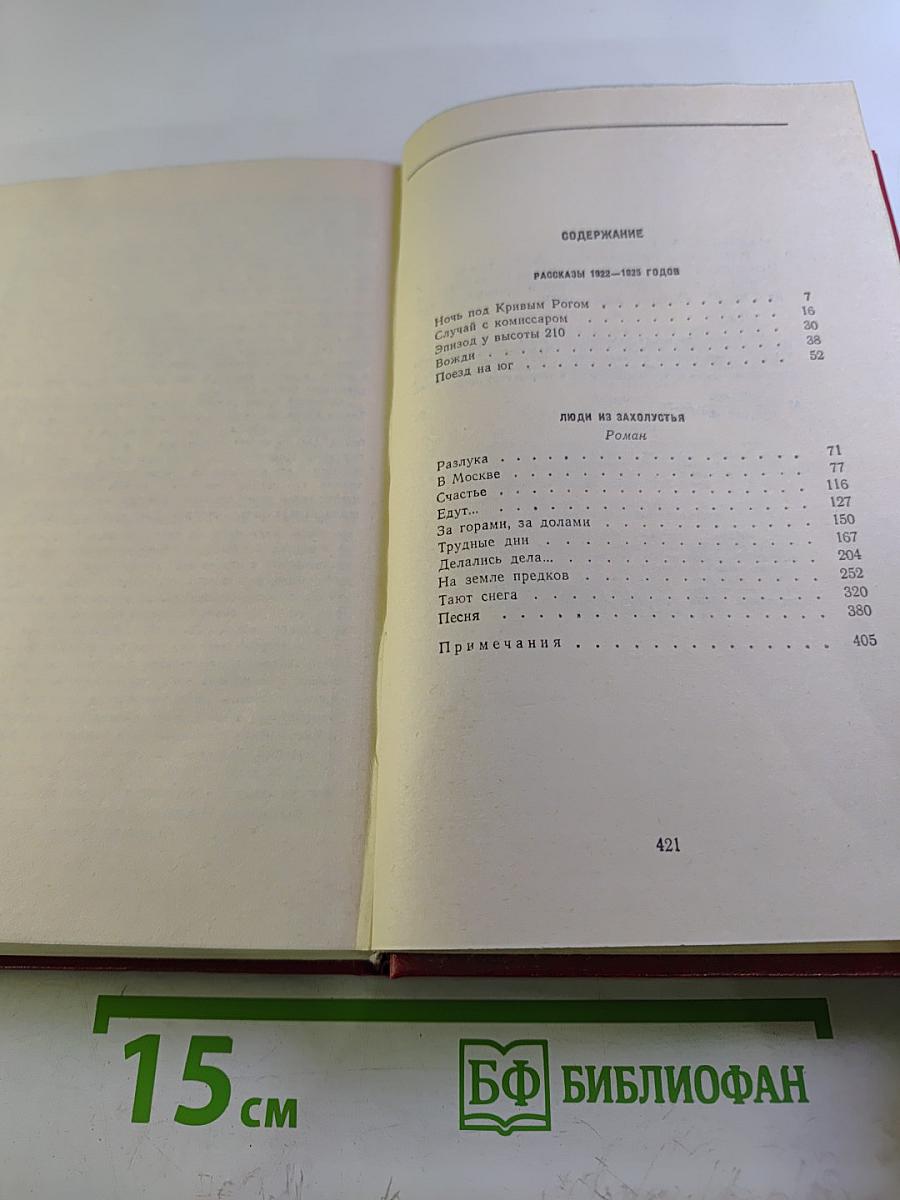 СОДЕРЖАНИЕ
РАССКАЗЫ 1922—1925 ГОДОВ
Ночь под Кривым Рогом . . . . . . . . . . . 7
Случай с комиссаром . . . . . . . . . . . 16
Эпизод у высоты 210 . . . . . . . . . . . 30
Вожди . . . . . . . . . . . . . . . . 38
Поезд на юг . . . . . . . . . . . . . . 52
ЛЮДИ ИЗ ЗАХОЛУСТЬЯ
Роман
Разлука . . . . . . . . . . . . . . . . 71
В Москве . . . . . . . . . . . . . . . 77
Счастье . . . . . . . . . . . . . . . . 116
Едут... . . . . . . . . . . . . . . . . 127
За горами, за долами . . . . . . . . . . . 150
Трудные дни . . . . . . . . . . . . . . 167
Делались дела... . . . . . . . . . . . . . 204
На земле предков . . . . . . . . . . . . 252
Тают снега . . . . . . . . . . . . . . 320
Песня . . . . . . . . . . . . . . . . 380
Примечания . . . . . . . . . . . . . . 405
421
15 см
БФ БИБЛИОФАН